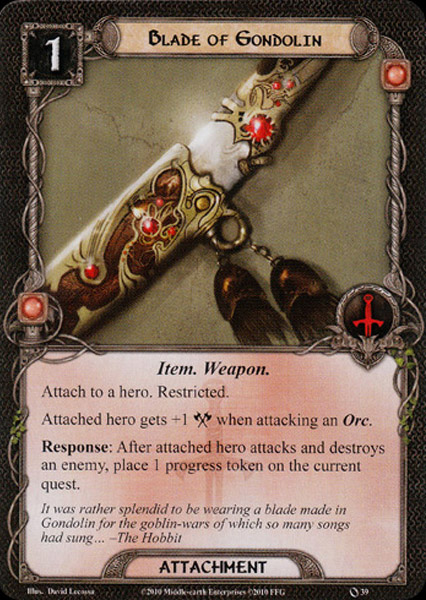 1
BLADE OF GONDOLIN
Item. Weapon.
Attach to a hero. Restricted.
Attached hero gets +1 when attacking an Orc.
Response: After attached hero attacks and destroys
an enemy, place 1 progress token on the current
quest.
It was rather splendid to be wearing a blade made in
Gondolin for the goblin-wars of which so many songs
had sung... –The Hobbit
ATTACHMENT
Illus. David Lecossu
©2010 Middle-earth Enterprises ©2010 FFG
39